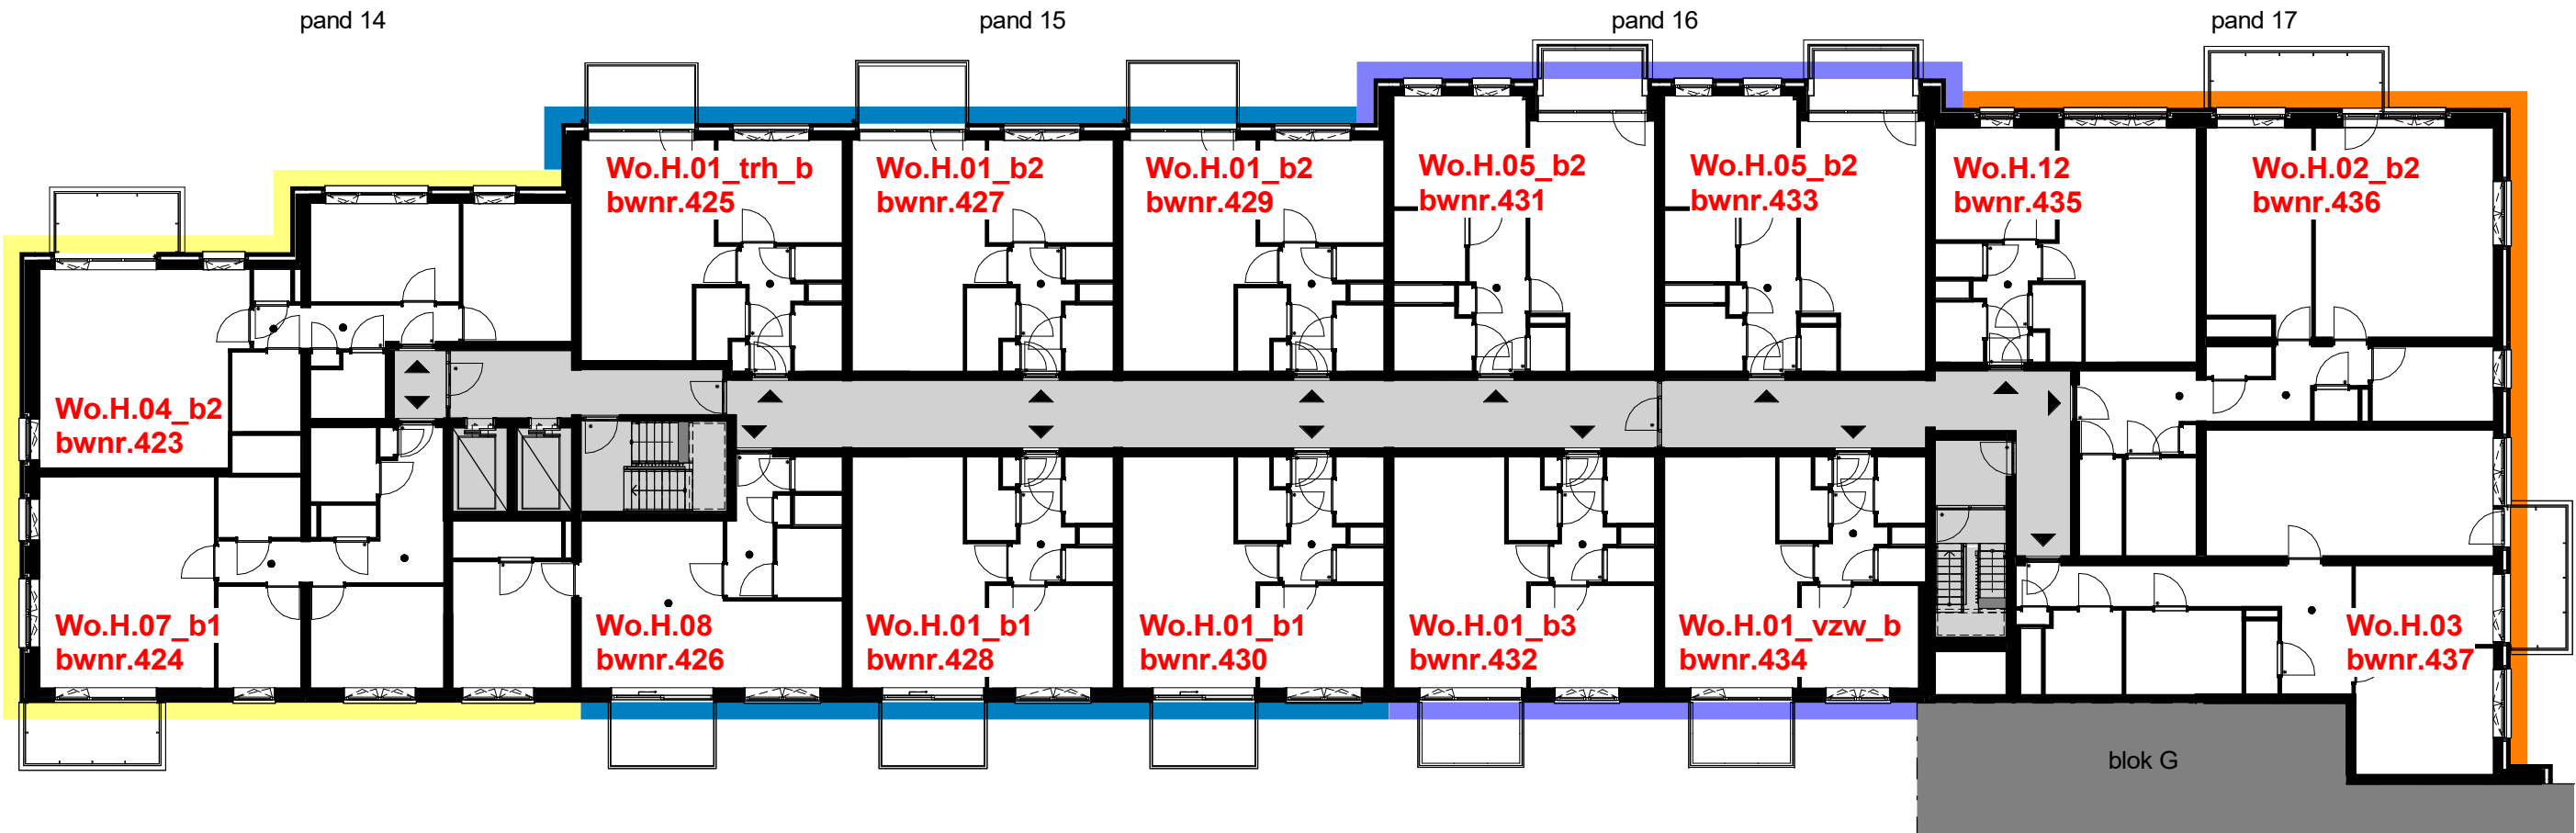 pand 14
pand 15
pand 16
pand 17
Wo.H.01_trh_b
bwnr.425
Wo.H.01_b2
bwnr.427
Wo.H.01_b2
bwnr.429
Wo.H.05_b2
bwnr.431
Wo.H.05_b2
bwnr.433
Wo.H.12
bwnr.435
Wo.H.02_b2
bwnr.436
Wo.H.04_b2
bwnr.423
Wo.H.07_b1
bwnr.424
Wo.H.08
bwnr.426
Wo.H.01_b1
bwnr.428
Wo.H.01_b1
bwnr.430
Wo.H.01_b3
bwnr.432
Wo.H.01_vzw_b
bwnr.434
Wo.H.03
bwnr.437
blok G